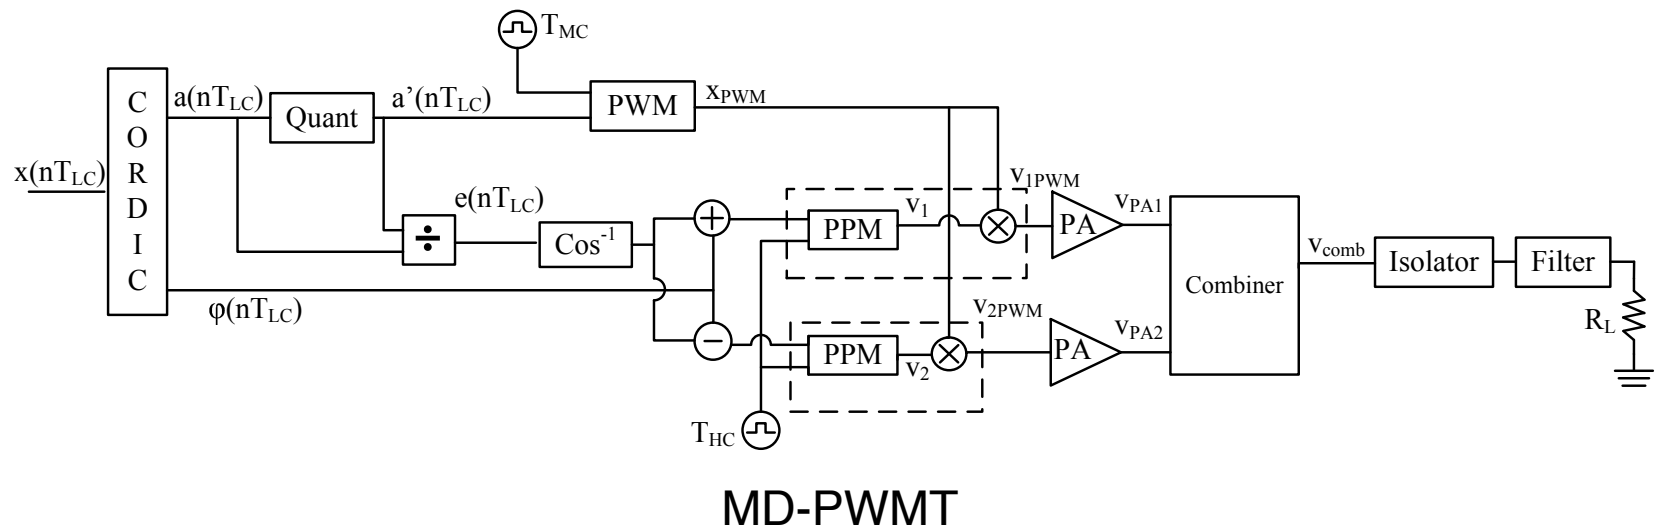 T_MC
CORDIC
a(nT_LC)
Quant
a’(nT_LC)
PWM
x_PWM
x(nT_LC)
e(nT_LC)
÷
Cos^-1
φ(nT_LC)
+
−
PPM
v_1
×
v_1PWM
PA
v_PA1
PPM
v_2
×
v_2PWM
PA
v_PA2
T_HC
Combiner
v_comb
Isolator
Filter
R_L
MD-PWMT